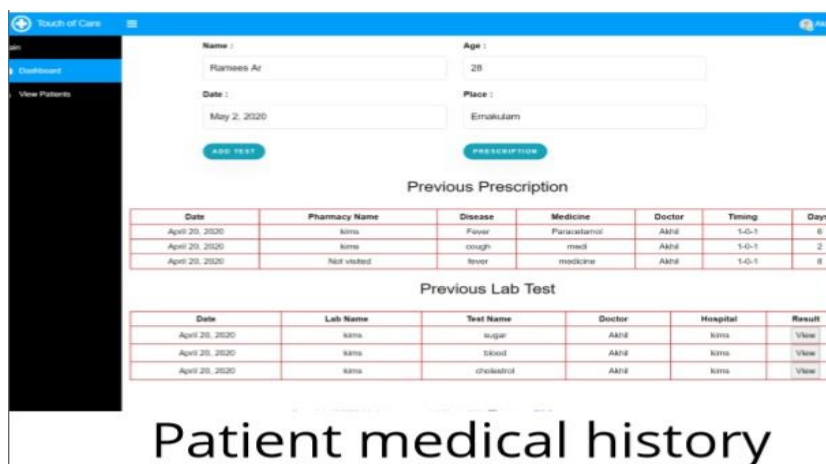 Touch of Care
Dashboard
View Patients
Name :
Age :
Ramees Ar
28
Date :
Place :
May 2, 2020
Ernakulam
ADD TEST
PRESCRIPTION
Previous Prescription
Date Pharmacy Name Disease Medicine Doctor Timing Days
April 20, 2020 kims Fever Paracetamol Akhil 1-0-1 6
April 20, 2020 kims cough medi Akhil 1-0-1 2
April 20, 2020 Not visited fever medicine Akhil 1-0-1 8
Previous Lab Test
Date Lab Name Test Name Doctor Hospital Result
April 20, 2020 kims sugar Akhil kims View
April 20, 2020 kims blood Akhil kims View
April 20, 2020 kims cholestrol Akhil kims View
Patient medical history